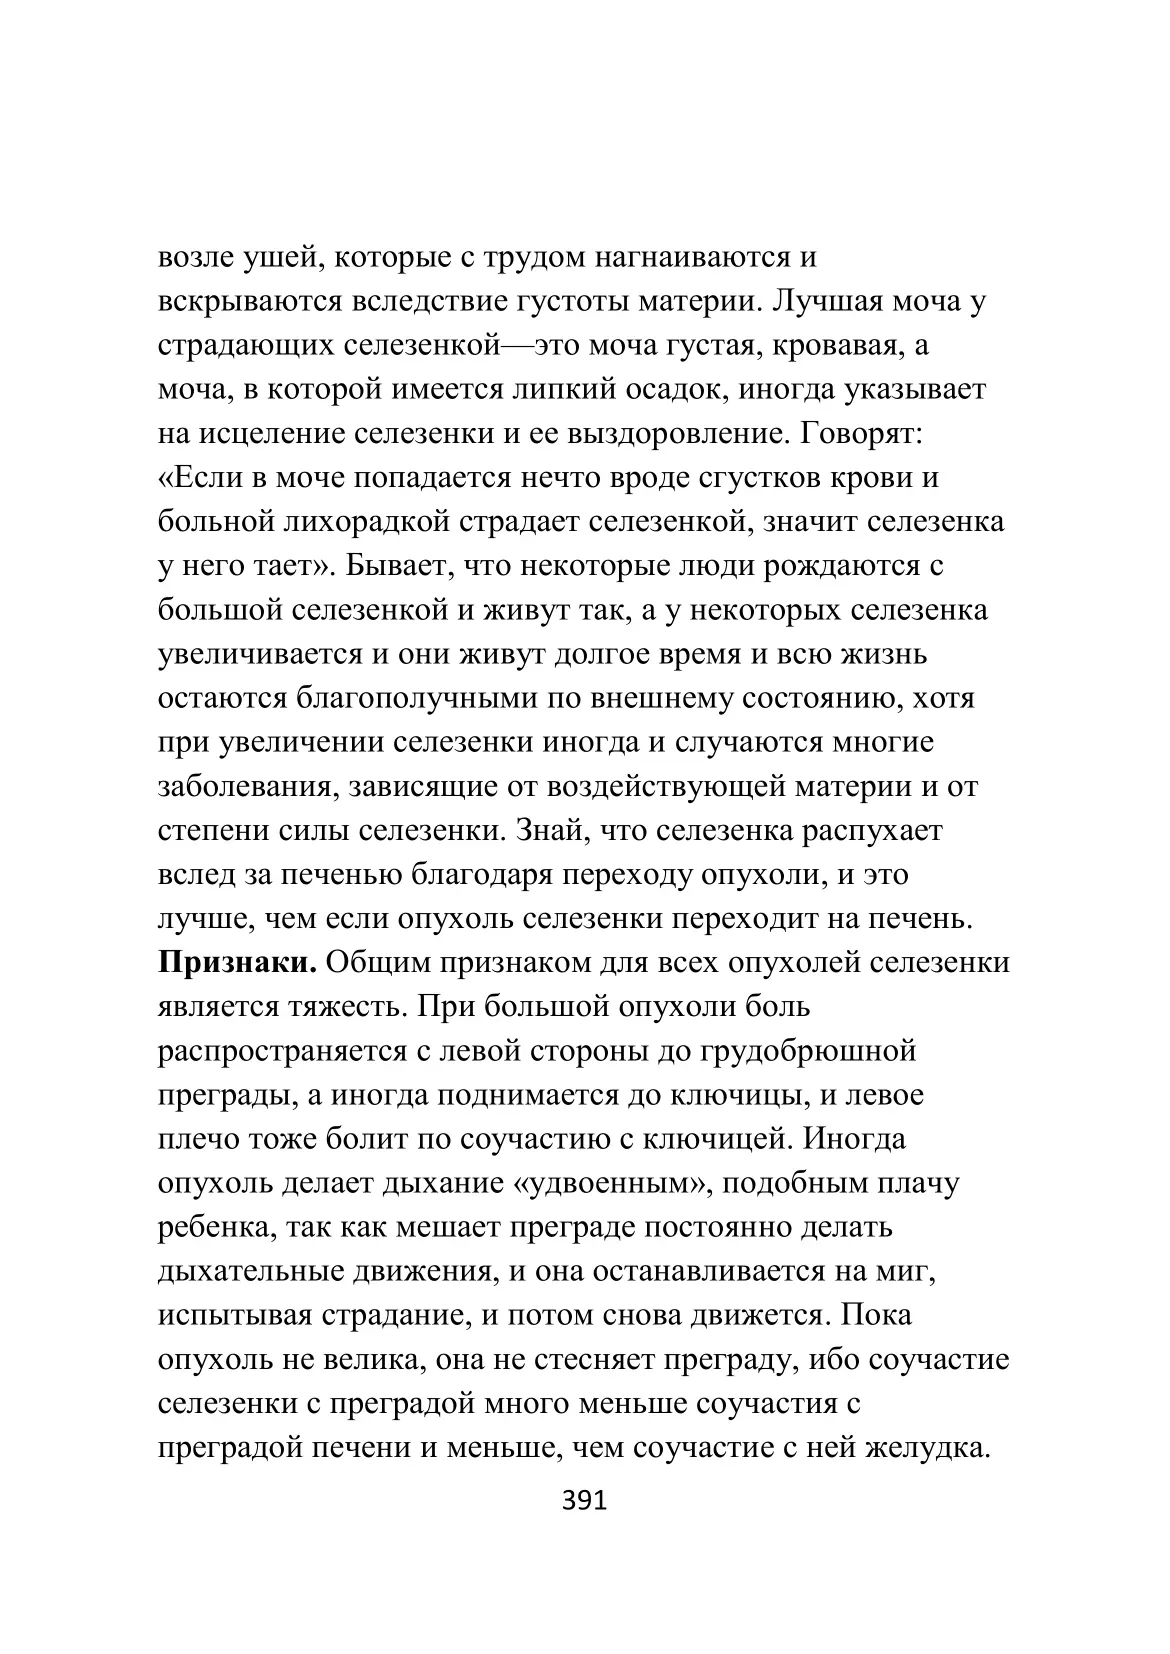 возле ушей, которые с трудом нагнаиваются и
вскрываются вследствие густоты материи. Лучшая моча у
страдающих селезенкой—это моча густая, кровавая, а
моча, в которой имеется липкий осадок, иногда указывает
на исцеление селезенки и ее выздоровление. Говорят:
«Если в моче попадается нечто вроде сгустков крови и
больной лихорадкой страдает селезенкой, значит селезенка
у него тает». Бывает, что некоторые люди рождаются с
большой селезенкой и живут так, а у некоторых селезенка
увеличивается и они живут долгое время и всю жизнь
остаются благополучными по внешнему состоянию, хотя
при увеличении селезенки иногда и случаются многие
заболевания, зависящие от воздействующей материи и от
степени силы селезенки. Знай, что селезенка распухает
вслед за печенью благодаря переходу опухоли, и это
лучше, чем если опухоль селезенки переходит на печень.
Признаки. Общим признаком для всех опухолей селезенки
является тяжесть. При большой опухоли боль
распространяется с левой стороны до грудобрюшной
преграды, а иногда поднимается до ключицы, и левое
плечо тоже болит по соучастию с ключицей. Иногда
опухоль делает дыхание «удвоенным», подобным плачу
ребенка, так как мешает преграде постоянно делать
дыхательные движения, и она останавливается на миг,
испытывая страдание, и потом снова движется. Пока
опухоль не велика, она не стесняет преграду, ибо соучастие
селезенки с преградой много меньше соучастия с
преградой печени и меньше, чем соучастие с ней желудка.
391